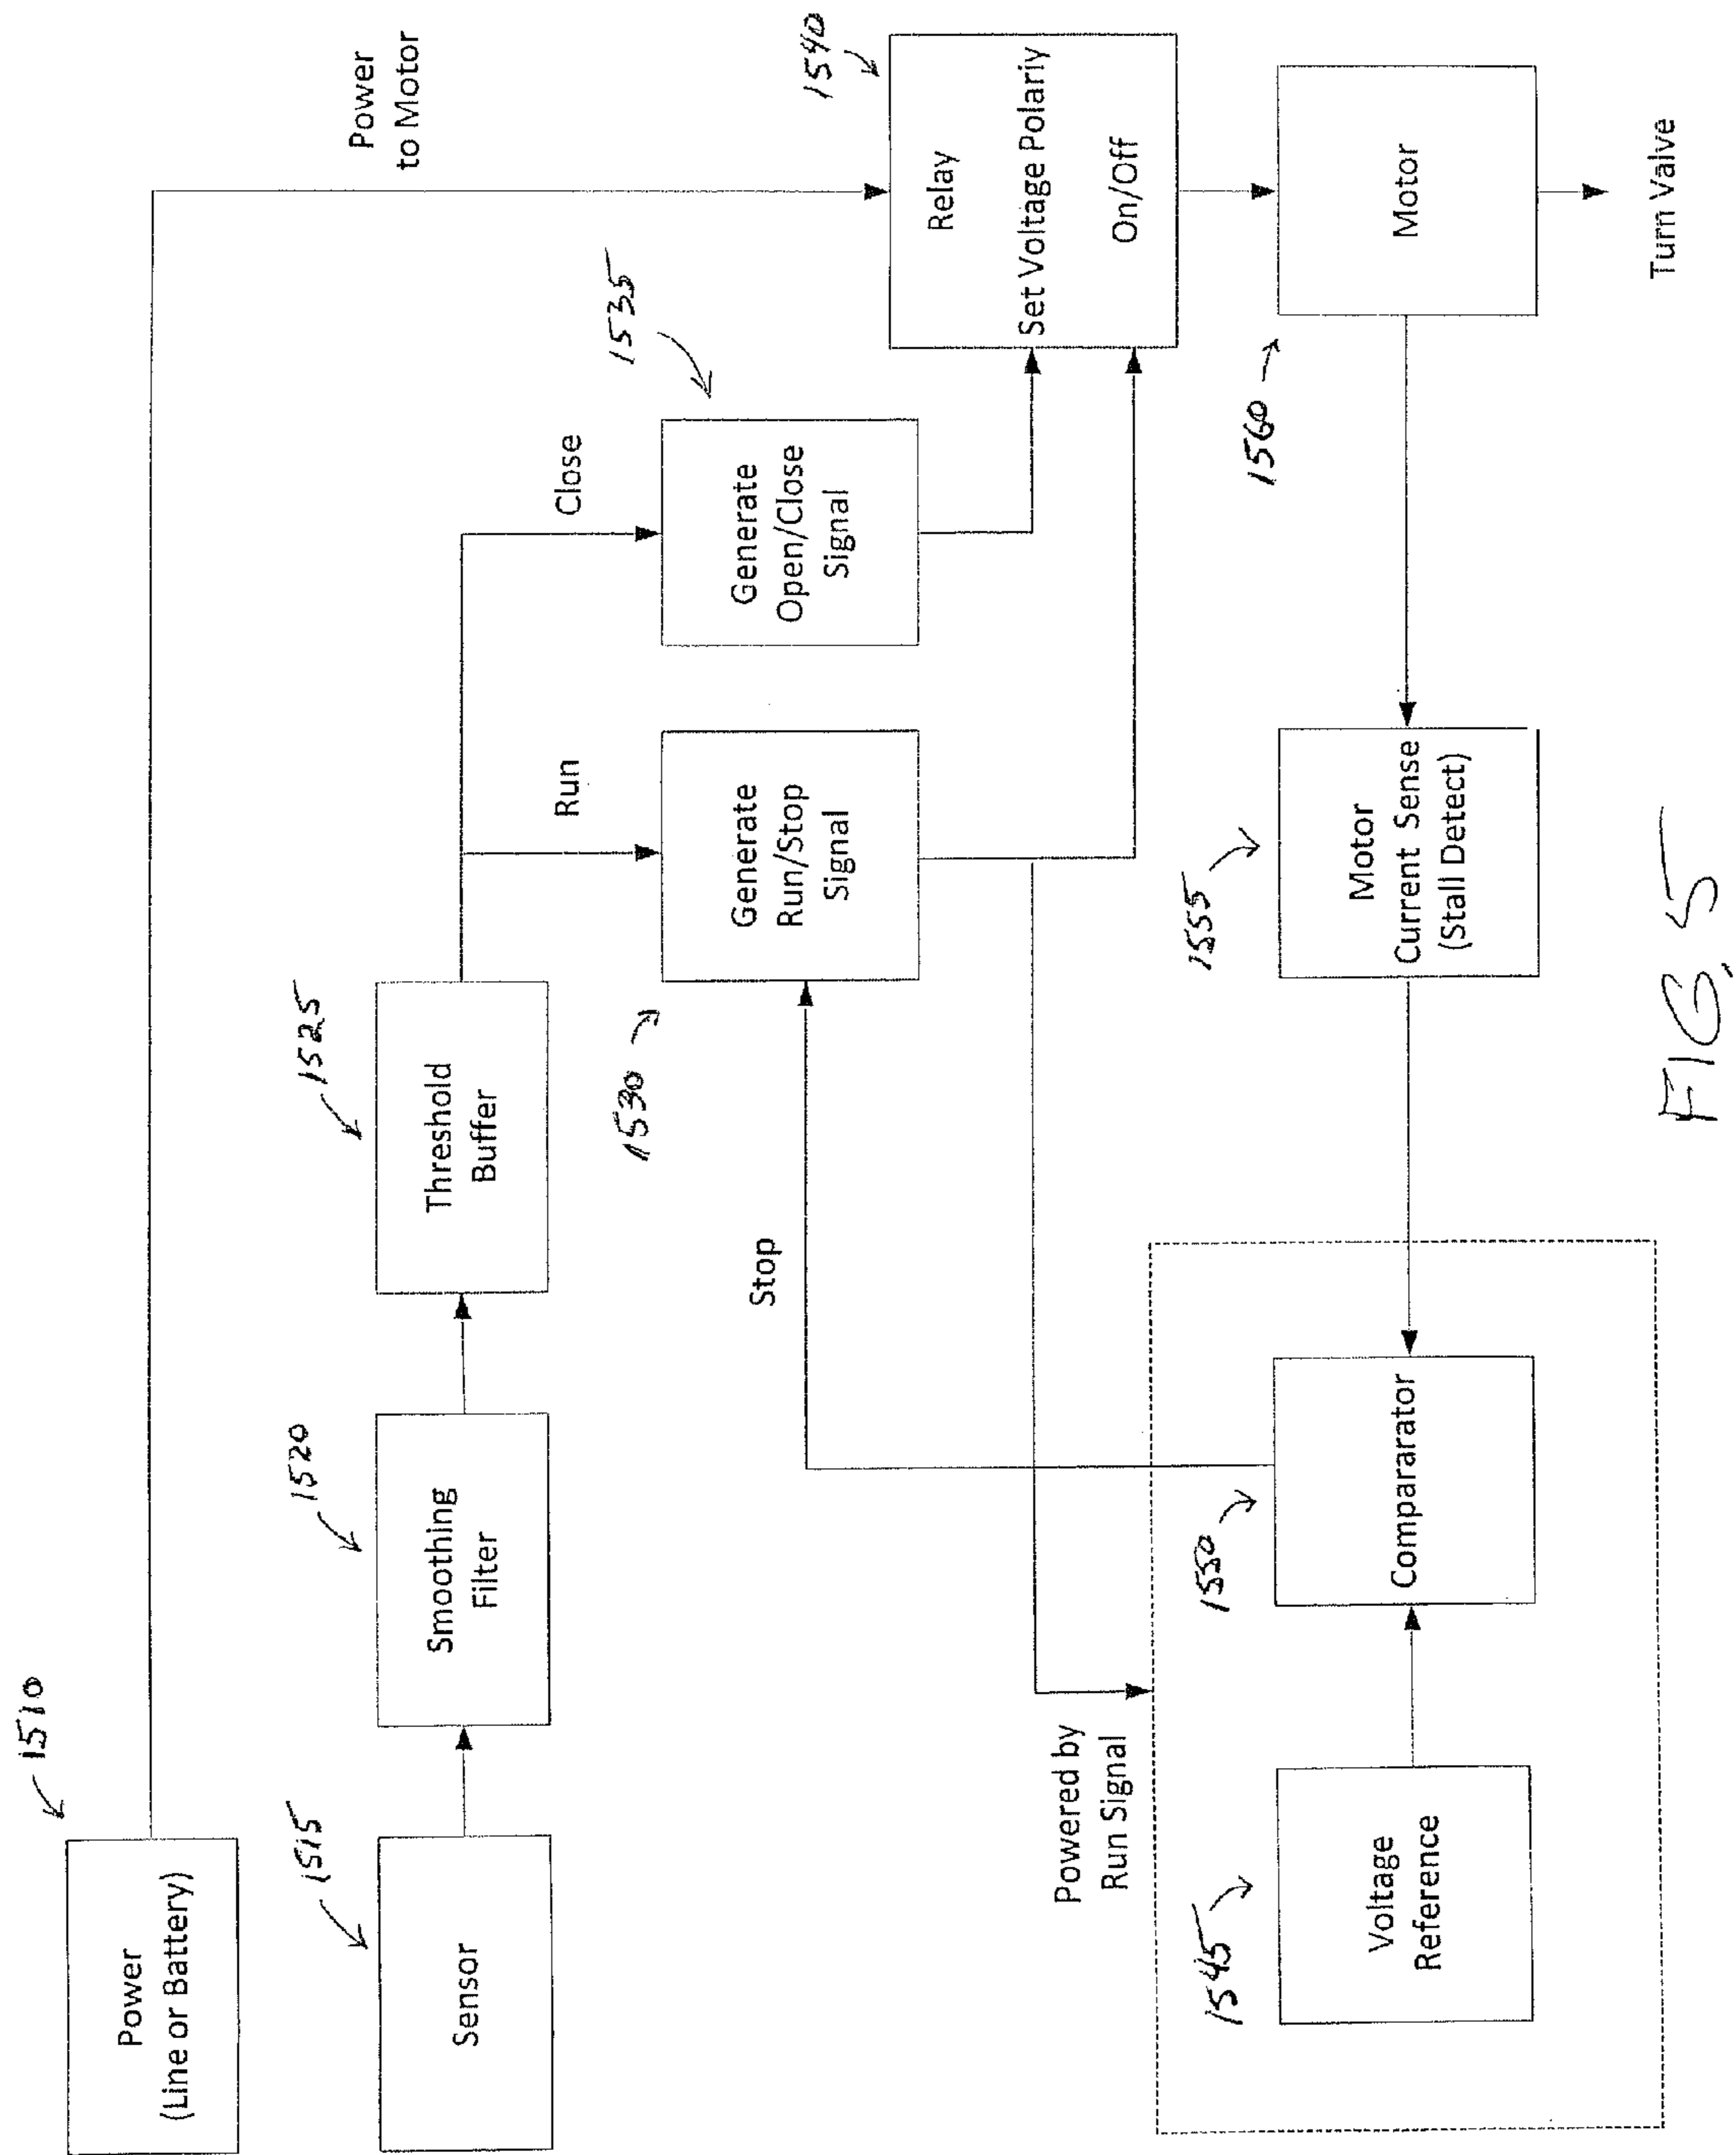 1510
Power
(Line or Battery)
Power
to Motor
1515
Sensor
1520
Smoothing
Filter
1525
Threshold
Buffer
Run
Close
1530
Generate
Run/Stop
Signal
1535
Generate
Open/Close
Signal
1540
Relay
Set Voltage Polariy
On/Off
Stop
Powered by
Run Signal
1545
Voltage
Reference
1550
Compararator
1555
Motor
Current Sense
(Stall Detect)
1560
Motor
Turn Valve
FIG. 5